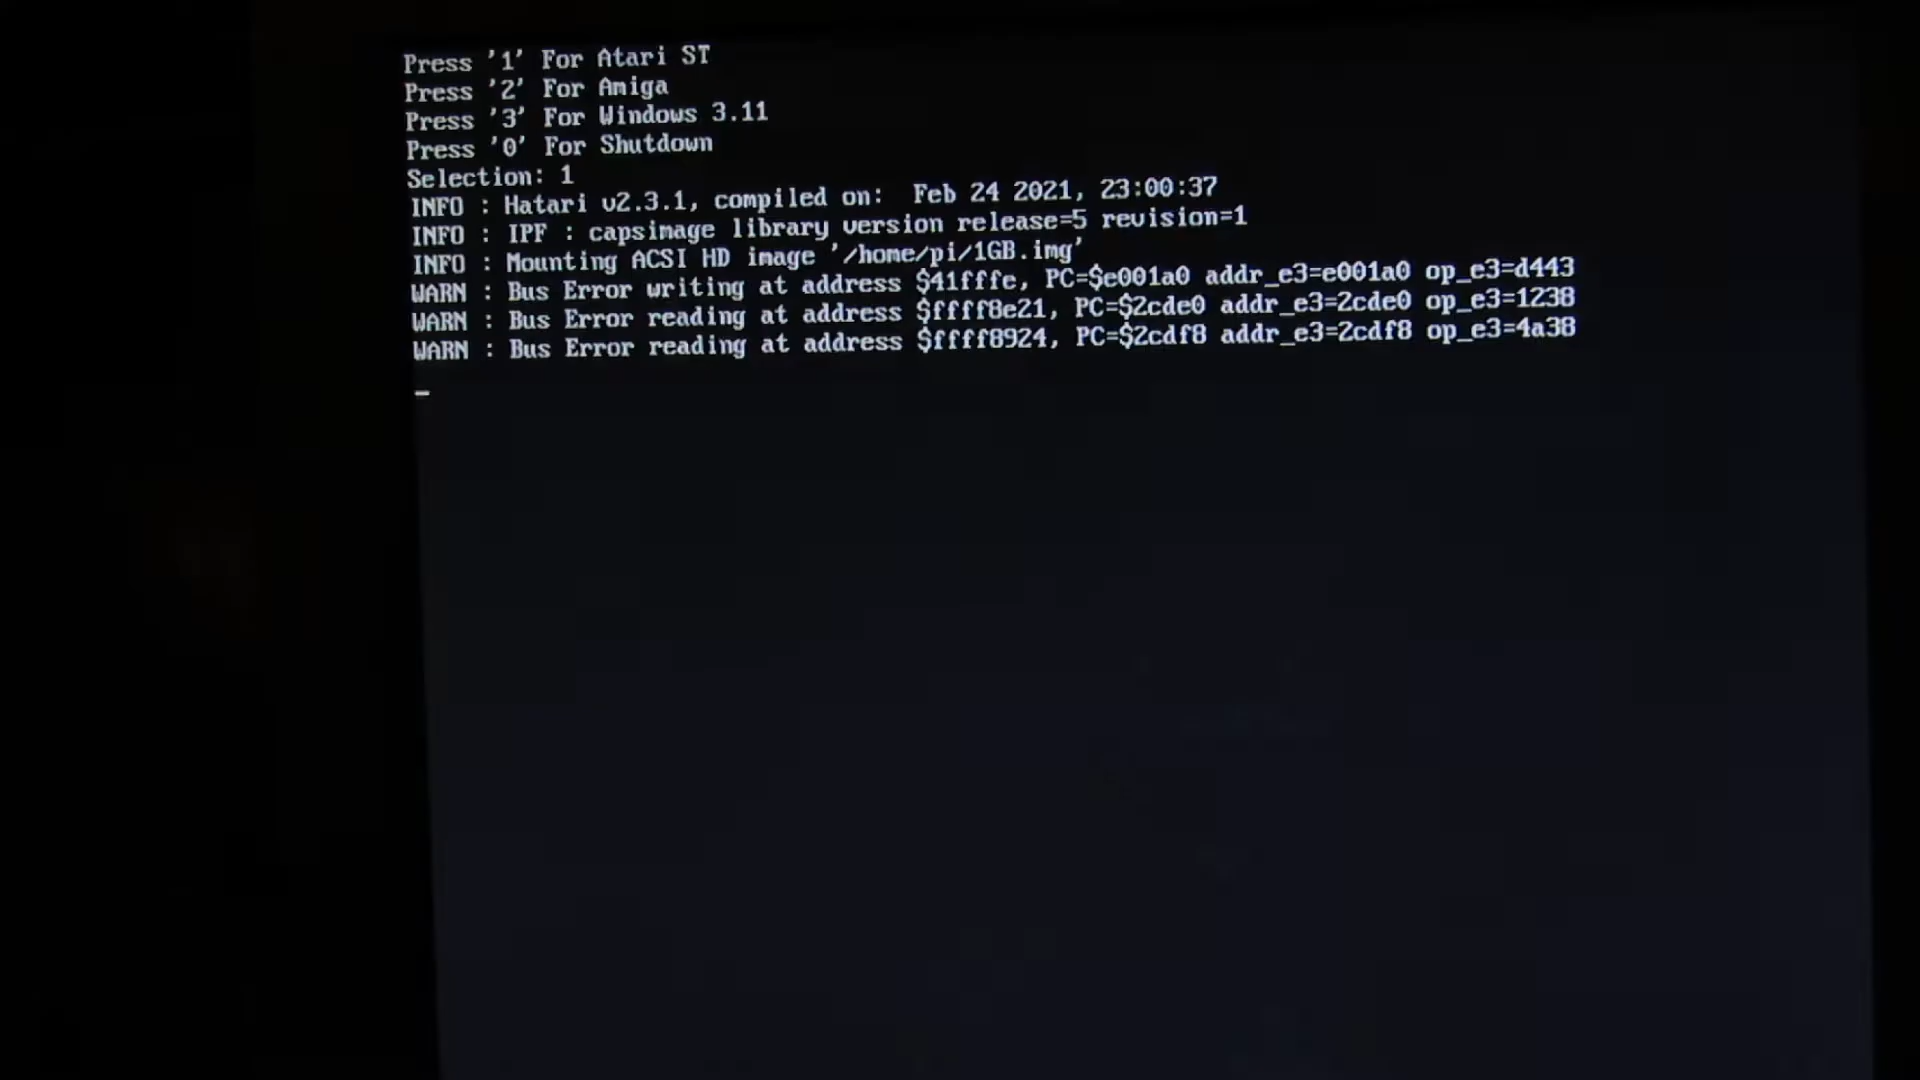 Press '1' For Atari ST
Press '2' For Amiga
Press '3' For Windows 3.11
Press '0' For Shutdown
Selection: 1
INFO : Hatari v2.3.1, compiled on:  Feb 24 2021, 23:00:37
INFO : IPF : capsimage library version release=5 revision=1
INFO : Mounting ACSI HD image '/home/pi/1GB.img'
WARN : Bus Error writing at address $41fffe, PC=$e001a0 addr_e3=e001a0 op_e3=d443
WARN : Bus Error reading at address $ffff8e21, PC=$2cde0 addr_e3=2cde0 op_e3=1238
WARN : Bus Error reading at address $ffff8924, PC=$2cdf8 addr_e3=2cdf8 op_e3=4a38
_